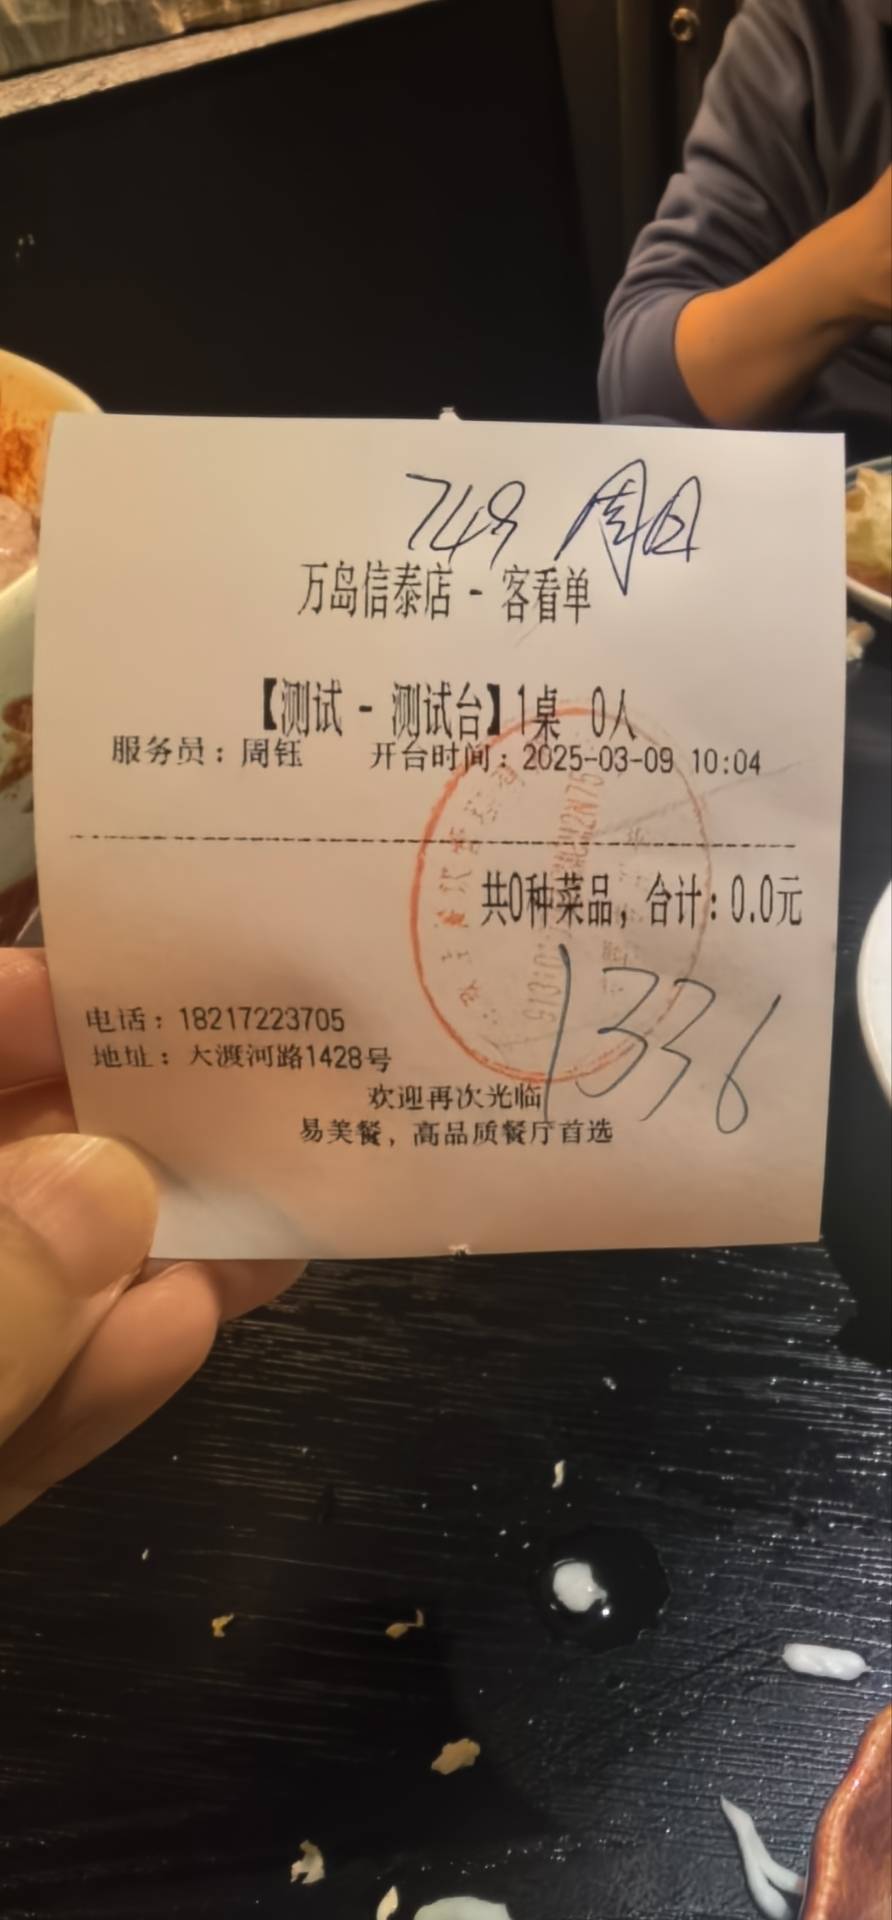 749 周日
万岛信泰店 - 客看单
【测试 - 测试台】1桌 0人
服务员：周钰 开台时间：2025-03-09 10:04
共0种菜品，合计：0.0元
1336
电话：18217223705
地址：大渡河路1428号
欢迎再次光临
易美餐，高品质餐厅首选